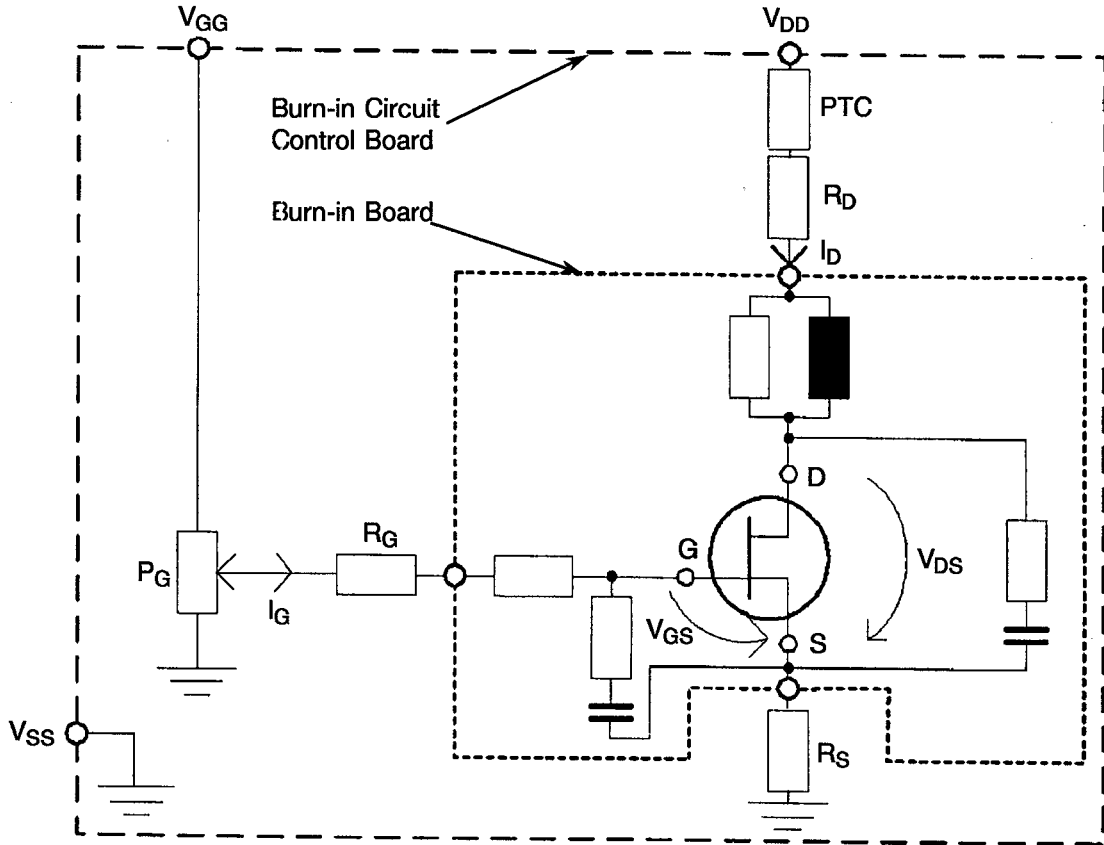 VGG
VDD
Burn-in Circuit
Control Board
PTC
RD
Burn-in Board
ID
D
RG
G
PG
VDS
IG
VGS
S
VSS
RS